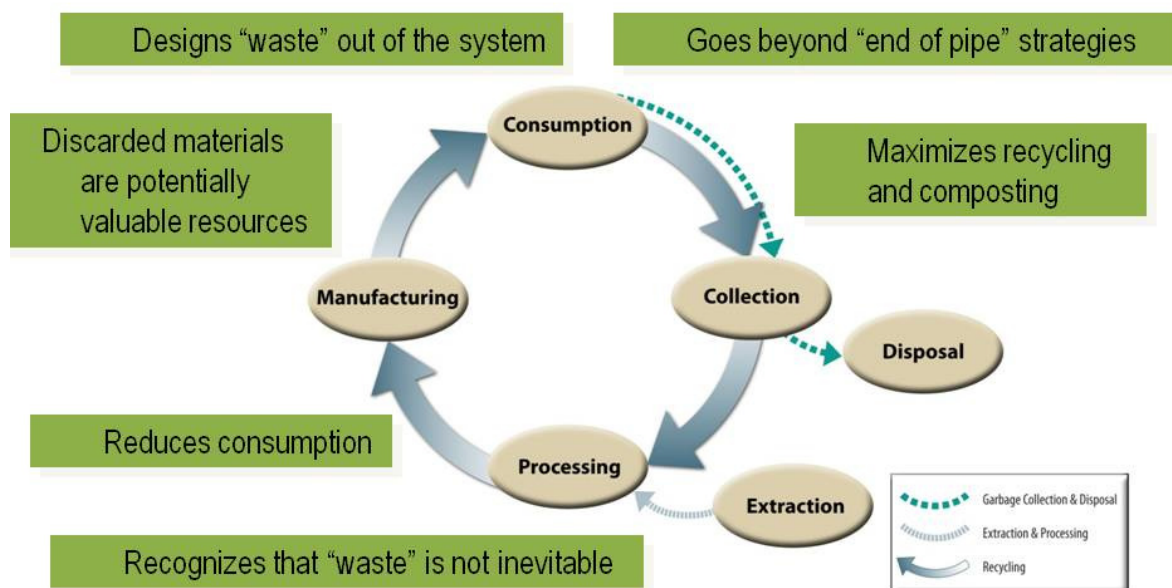 Designs “waste” out of the system
Goes beyond “end of pipe” strategies
Consumption
Discarded materials
are potentially
valuable resources
Maximizes recycling
and composting
Manufacturing
Collection
Disposal
Reduces consumption
Processing
Extraction
Garbage Collection & Disposal
Extraction & Processing
Recycling
Recognizes that “waste” is not inevitable